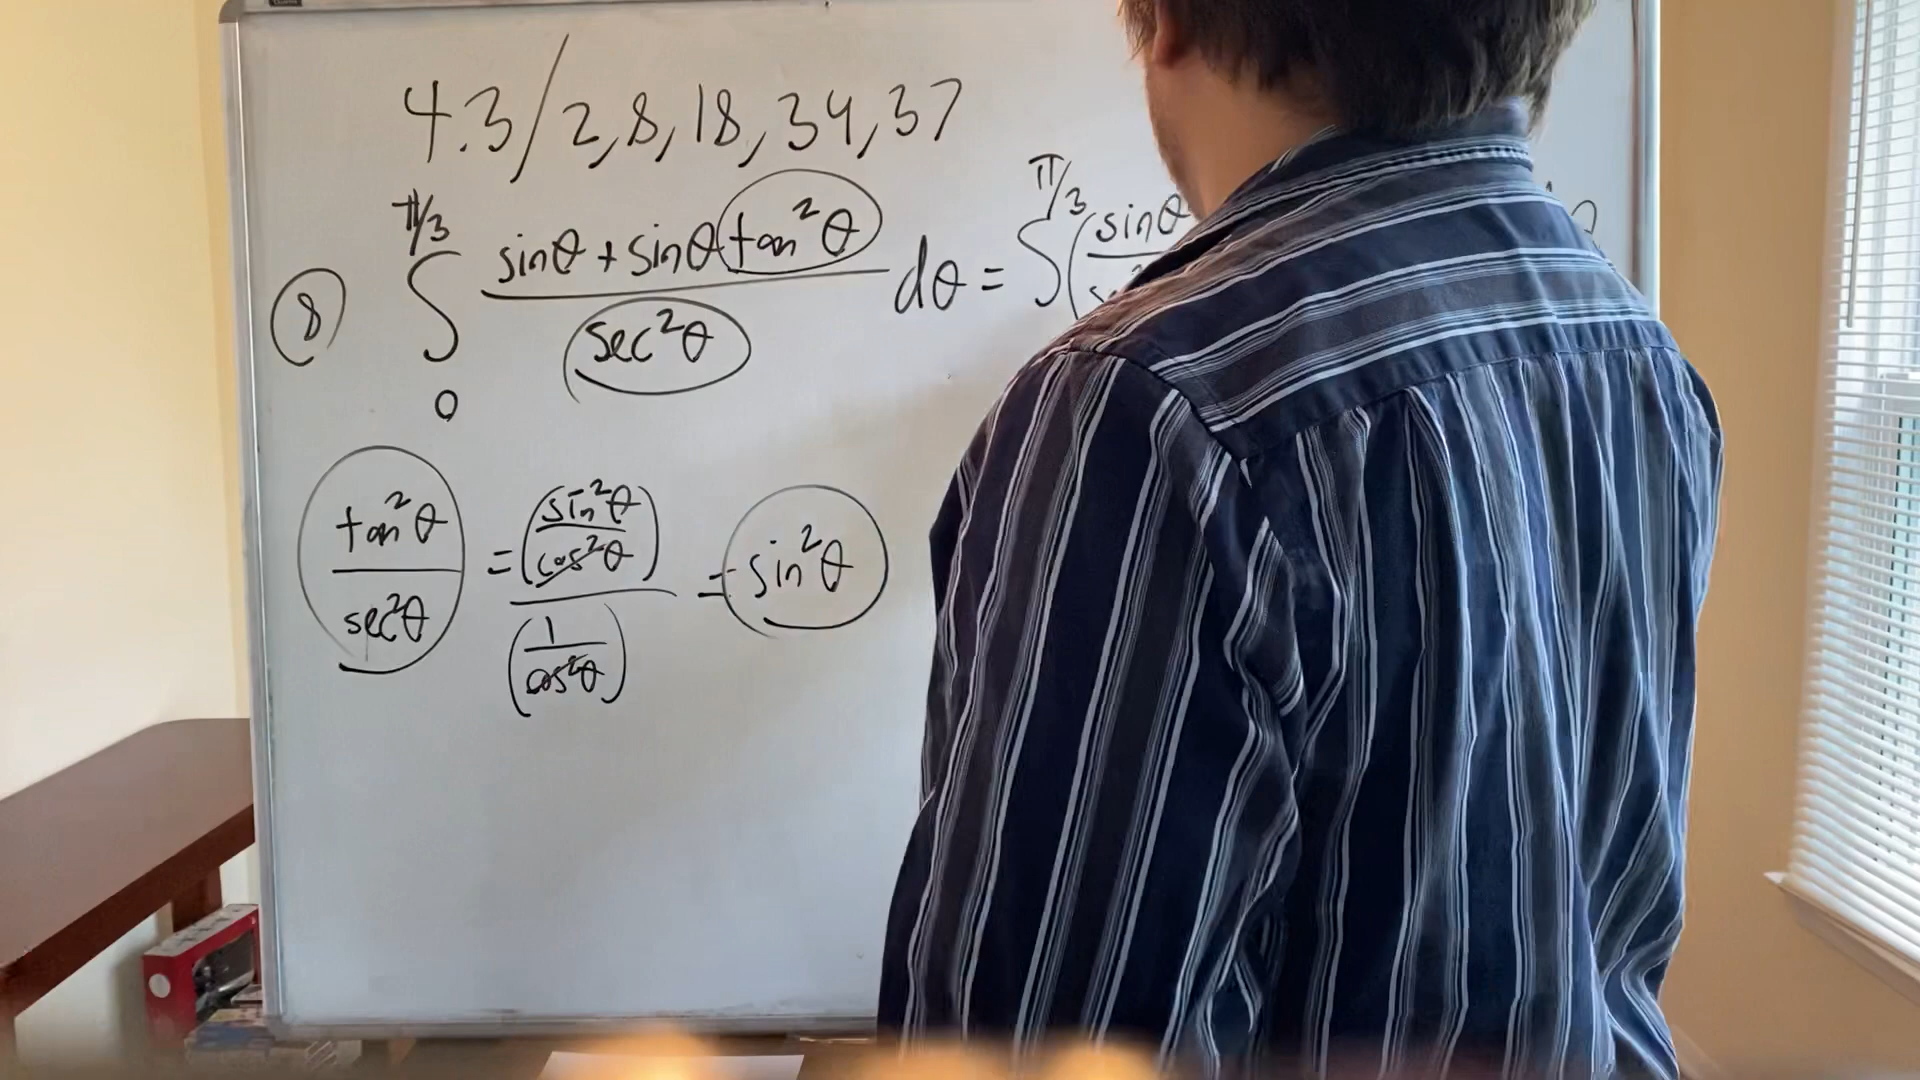 4.3/2,8,18,34,37
⑧ ∫₀^{π/3} (sinθ + sinθ tan²θ)/(sec²θ) dθ = ∫^{π/3} (sinθ
tan²θ/sec²θ = (sin²θ/cos²θ)/(1/cos²θ) = sin²θ